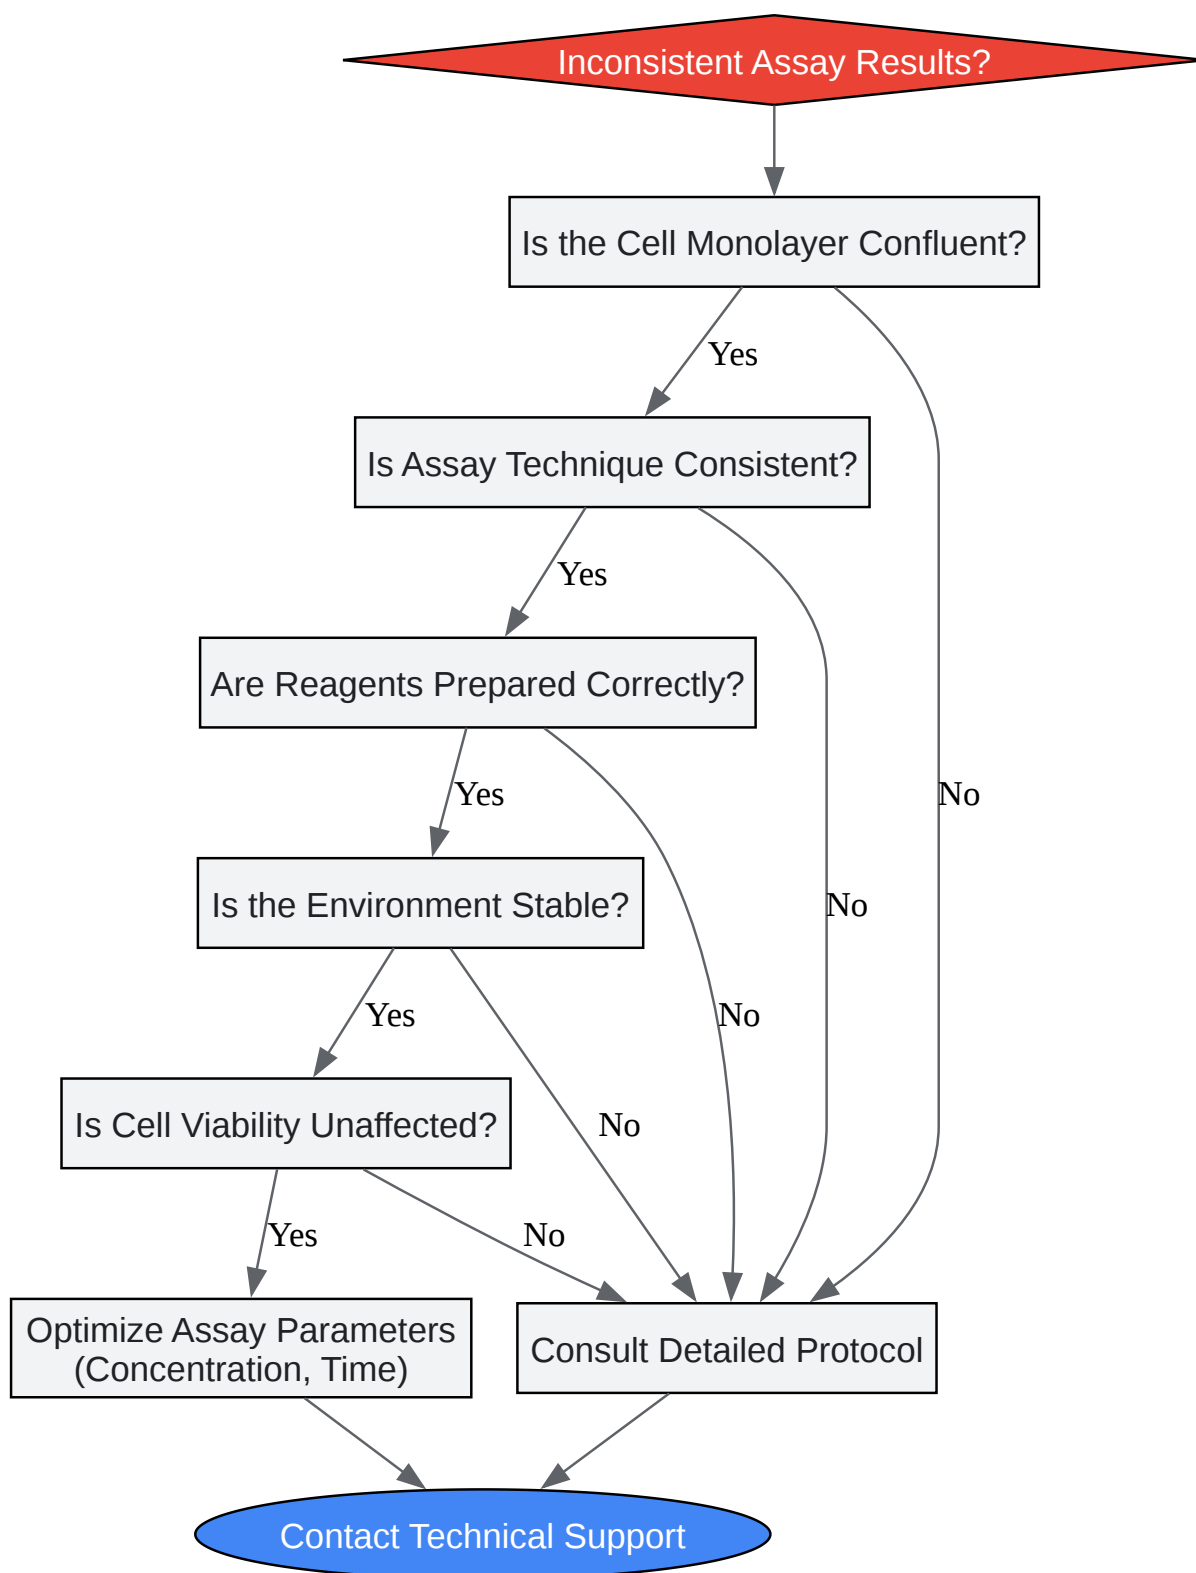 Inconsistent Assay Results?
Is the Cell Monolayer Confluent?
Yes
Is Assay Technique Consistent?
Yes
Are Reagents Prepared Correctly?
Yes
No
Is the Environment Stable?
No
Yes
No
Is Cell Viability Unaffected?
No
Yes
No
Optimize Assay Parameters
(Concentration, Time)
Consult Detailed Protocol
Contact Technical Support